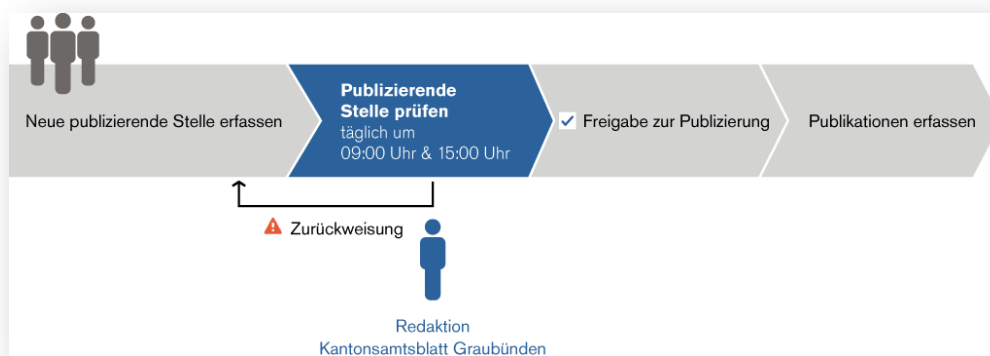 Neue publizierende Stelle erfassen
Publizierende
Stelle prüfen
täglich um
09:00 Uhr & 15:00 Uhr
Freigabe zur Publizierung
Publikationen erfassen
Zurückweisung
Redaktion
Kantonsamtsblatt Graubünden